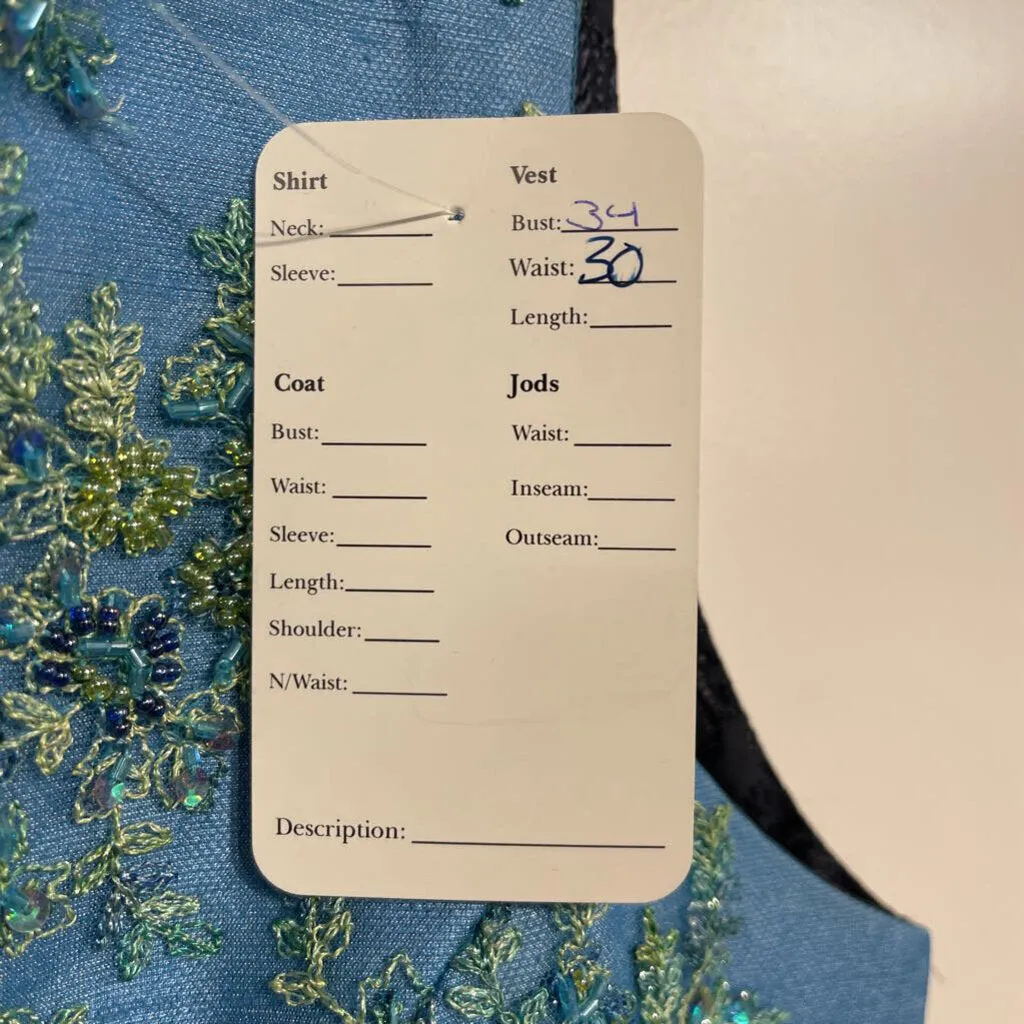 Shirt
Neck:
Sleeve:
Vest
Bust: 34
Waist: 30
Length:
Coat
Bust:
Waist:
Sleeve:
Length:
Shoulder:
N/Waist:
Jods
Waist:
Inseam:
Outseam:
Description: